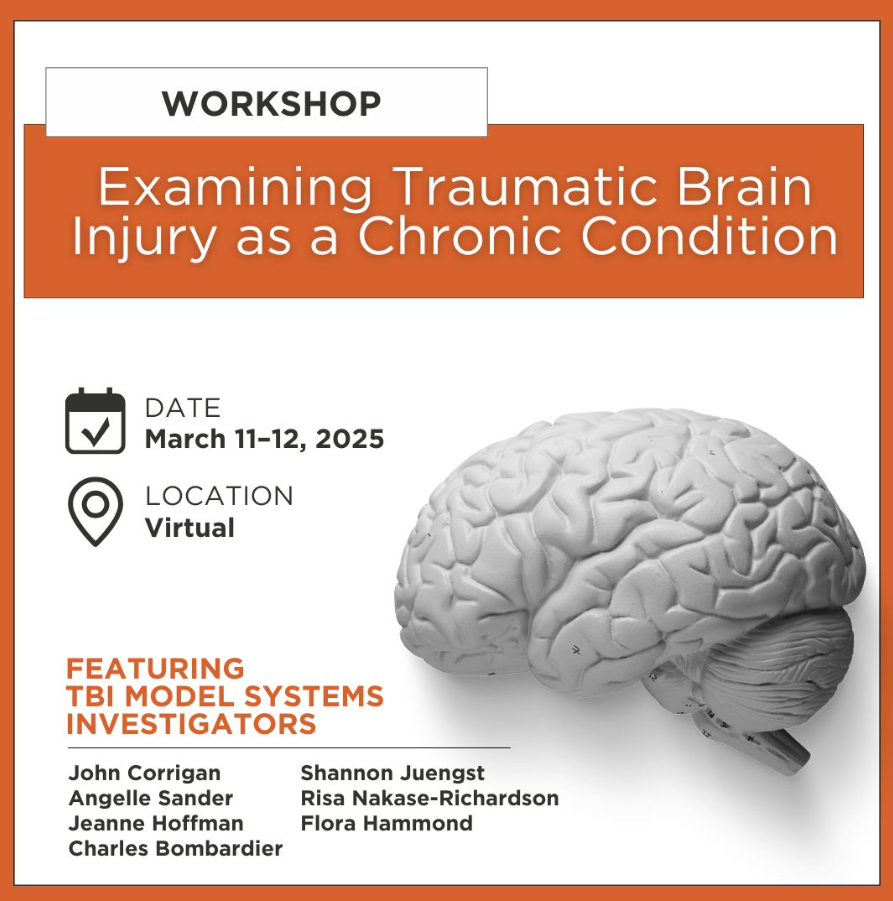 WORKSHOP
Examining Traumatic Brain
Injury as a Chronic Condition
DATE
March 11–12, 2025
LOCATION
Virtual
FEATURING
TBI MODEL SYSTEMS
INVESTIGATORS
John Corrigan
Angelle Sander
Jeanne Hoffman
Charles Bombardier
Shannon Juengst
Risa Nakase-Richardson
Flora Hammond